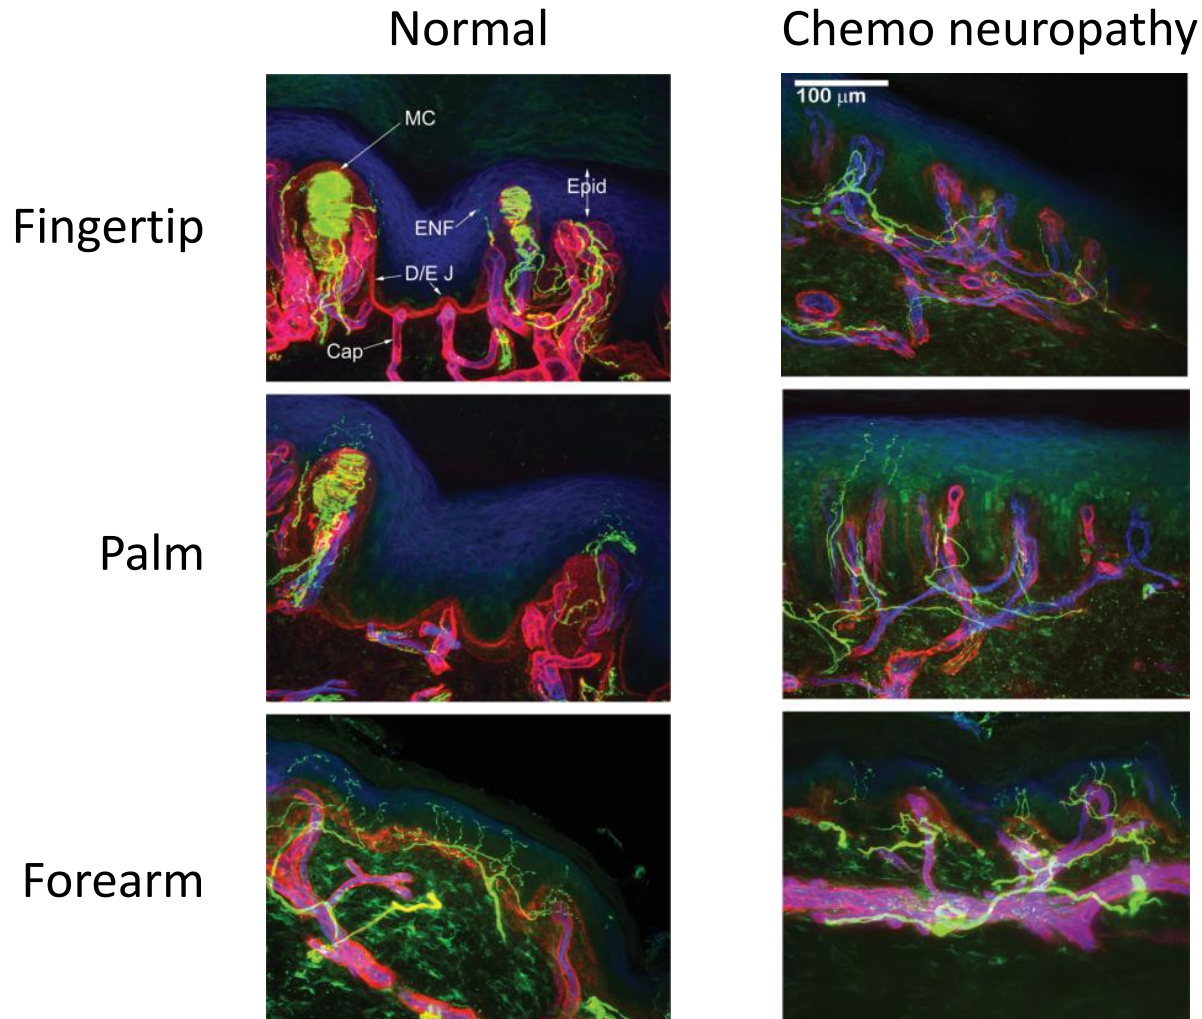 Normal
Chemo neuropathy
Fingertip
MC
Epid
ENF
D/E J
Cap
100 μm
Palm
Forearm